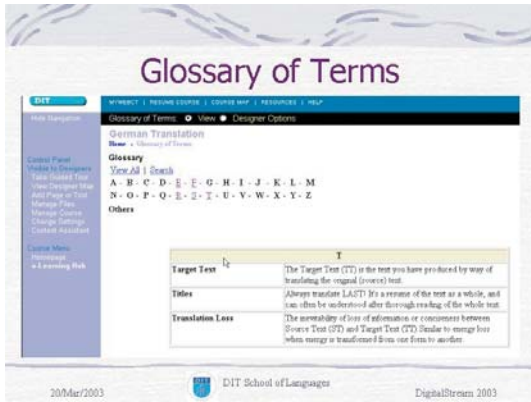 Glossary of Terms
DIT
MYWEBCT | RESUME COURSE | COURSE MAP | RESOURCES | HELP
Hide Navigation
Glossary of Terms: View Designer Options
German Translation
Home › Glossary of Terms
Control Panel
Visible to Designers
Take Guided Tour
View Designer Map
Add Page or Tool
Manage Files
Manage Course
Change Settings
Content Assistant
Course Menu
Homepage
e-Learning Hub
Glossary
View All | Search
A - B - C - D - E - F - G - H - I - J - K - L - M
N - O - P - Q - R - S - T - U - V - W - X - Y - Z
Others
T
Target Text
The Target Text (TT) is the text you have produced by way of
translating the original (source) text.
Titles
Always translate LAST! It's a resume of the text as a whole, and
can often be understood after thorough reading of the whole text.
Translation Loss
The inevitability of loss of information or conciseness between
Source Text (ST) and Target Text (TT) Similar to energy loss
when energy is transformed from one form to another.
20/Mar/2003
DIT
DIT School of Languages
DigitalStream 2003